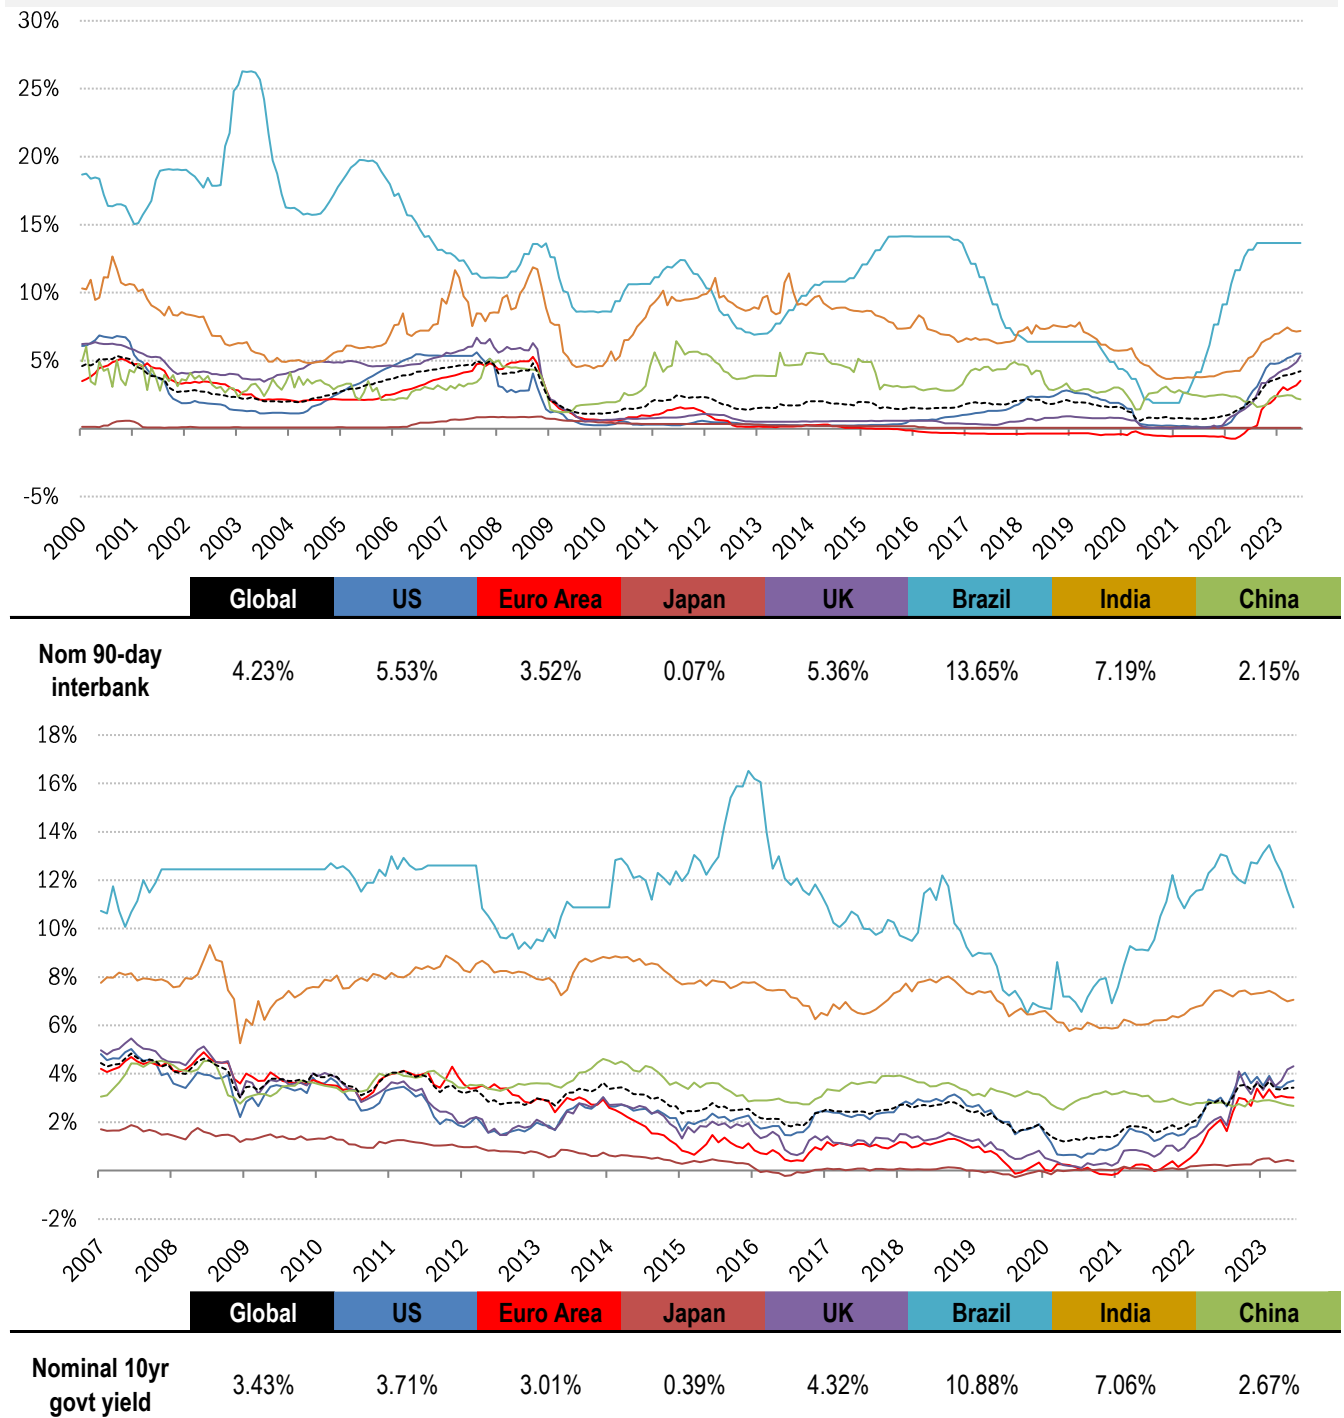 30%
25%
20%
15%
10%
5%
0%
-5%
2000 2001 2002 2003 2004 2005 2006 2007 2008 2009 2010 2011 2012 2013 2014 2015 2016 2017 2018 2019 2020 2021 2022 2023
Global US Euro Area Japan UK Brazil India China
Nom 90-day
interbank
4.23% 5.53% 3.52% 0.07% 5.36% 13.65% 7.19% 2.15%
18%
16%
14%
12%
10%
8%
6%
4%
2%
-2%
2007 2008 2009 2010 2011 2012 2013 2014 2015 2016 2017 2018 2019 2020 2021 2022 2023
Global US Euro Area Japan UK Brazil India China
Nominal 10yr
govt yield
3.43% 3.71% 3.01% 0.39% 4.32% 10.88% 7.06% 2.67%